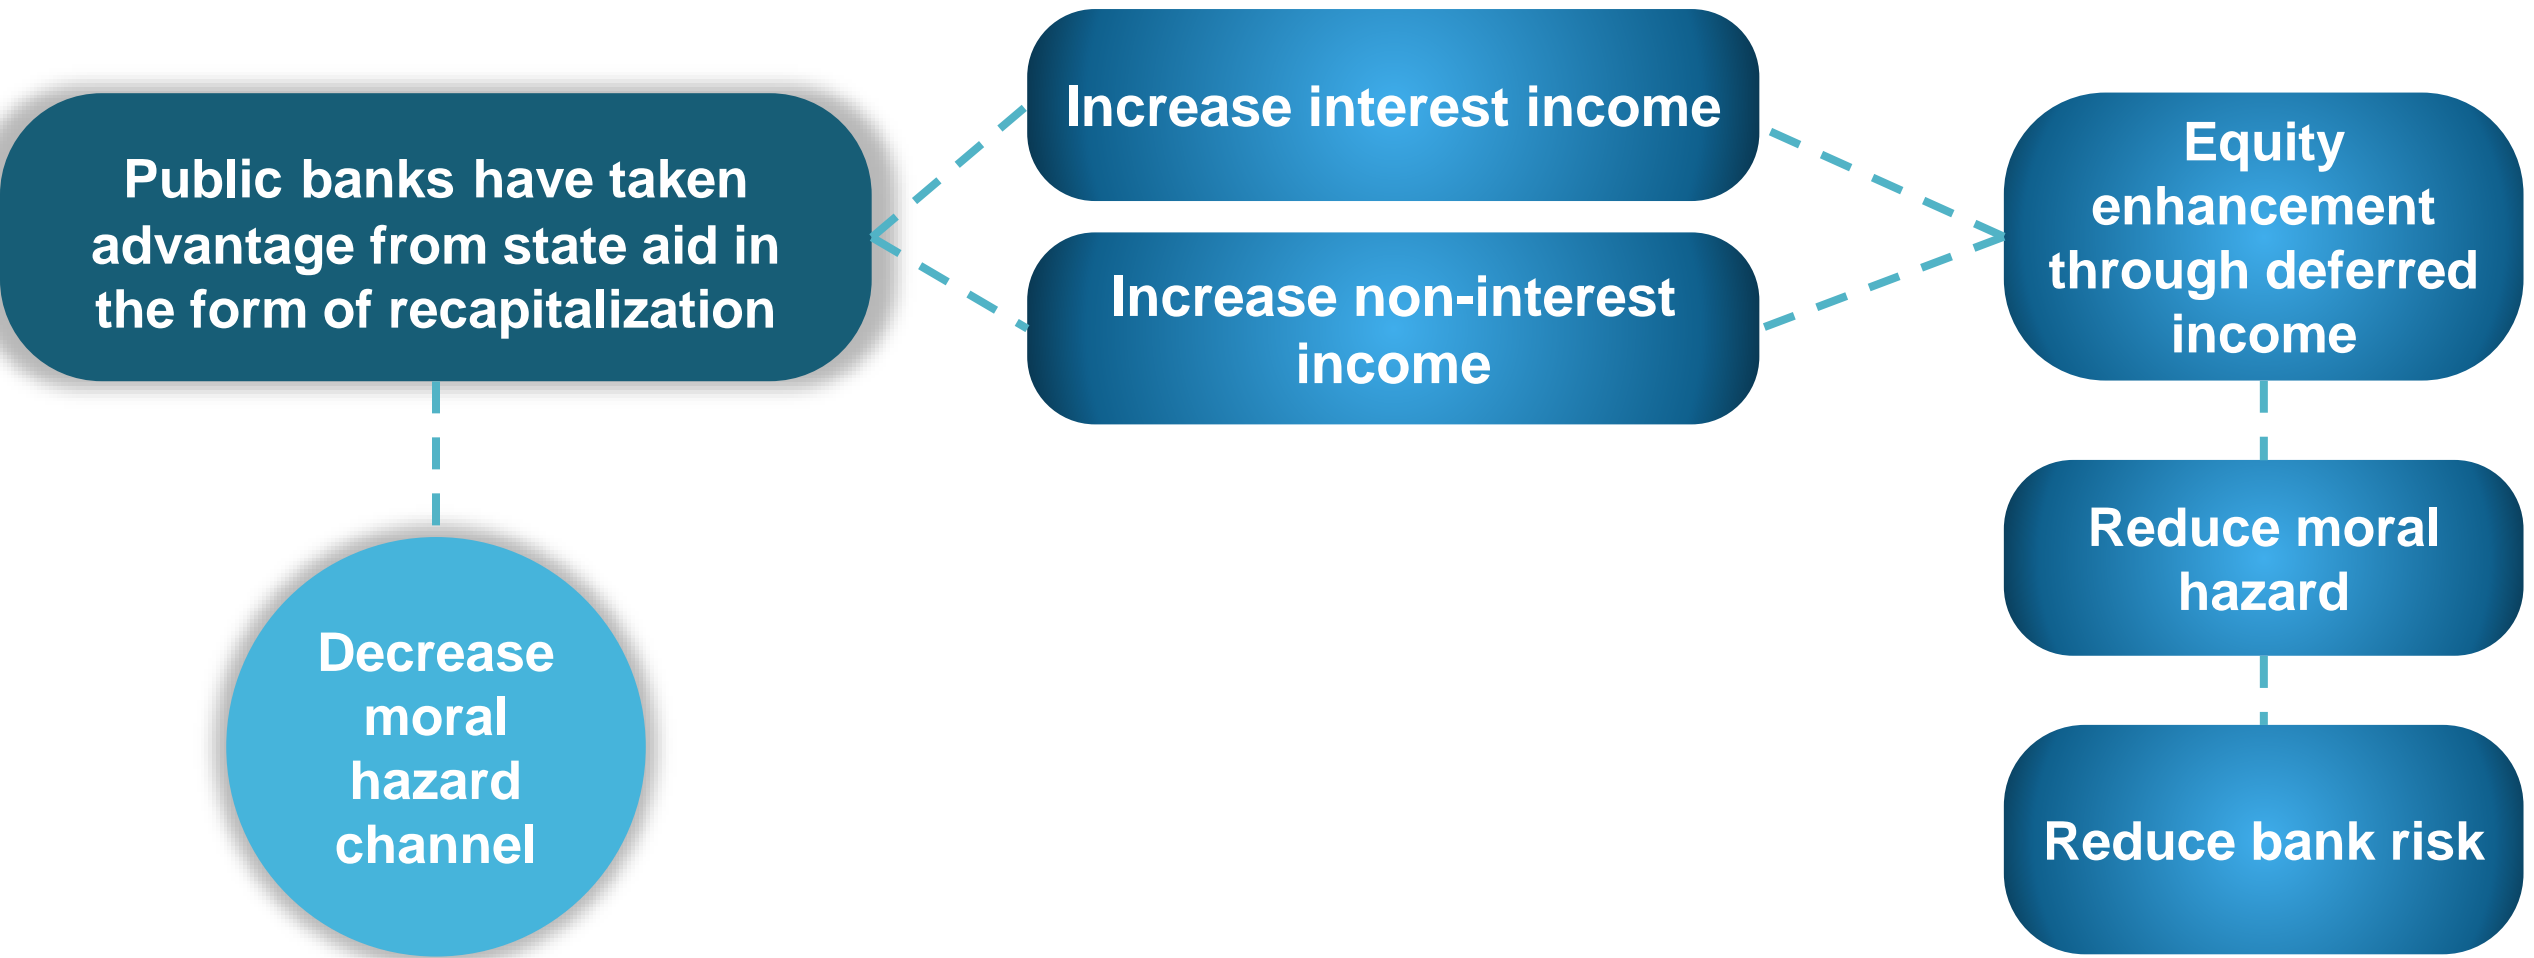 Public banks have taken
advantage from state aid in
the form of recapitalization
Increase interest income
Increase non-interest
income
Equity
enhancement
through deferred
income
Reduce moral
hazard
Reduce bank risk
Decrease
moral
hazard
channel